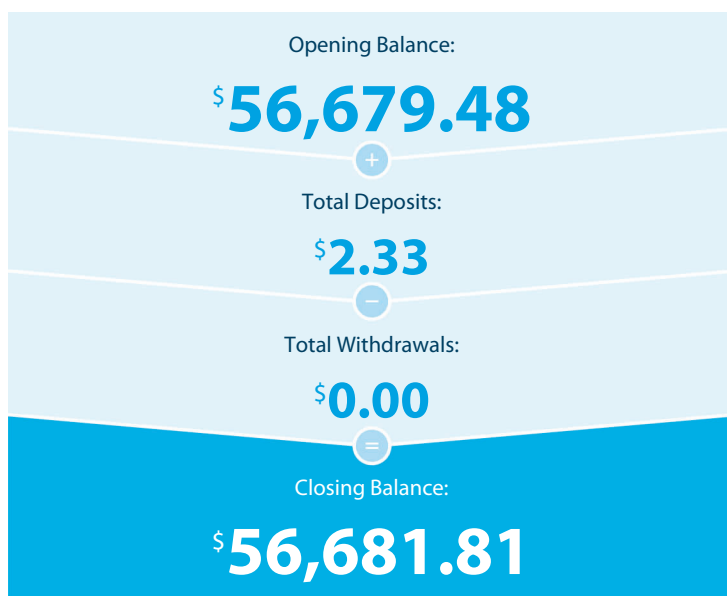 Opening Balance:
$56,679.48
+
Total Deposits:
$2.33
−
Total Withdrawals:
$0.00
=
Closing Balance:
$56,681.81